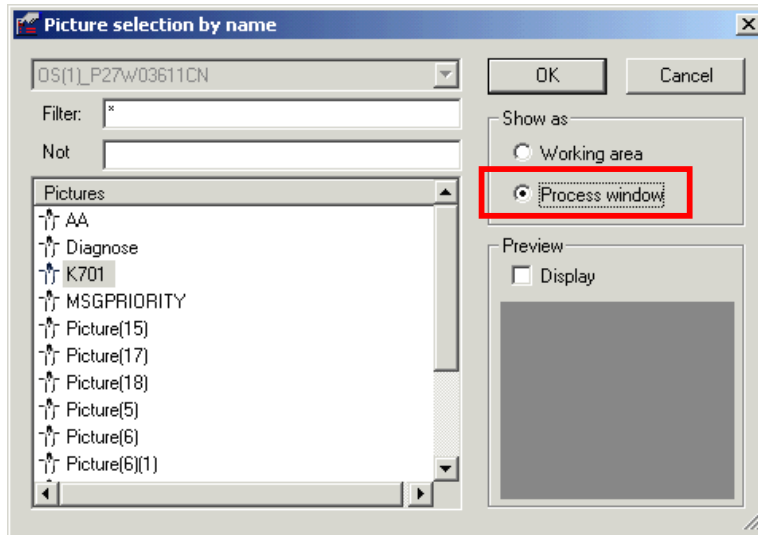 Picture selection by name
OS(1)_P27W03611CN
OK
Cancel
Filter:
*
Not
Show as
Working area
Process window
Pictures
AA
Diagnose
K701
MSGPRIORITY
Picture(15)
Picture(17)
Picture(18)
Picture(5)
Picture(6)
Picture(6)(1)
Preview
Display